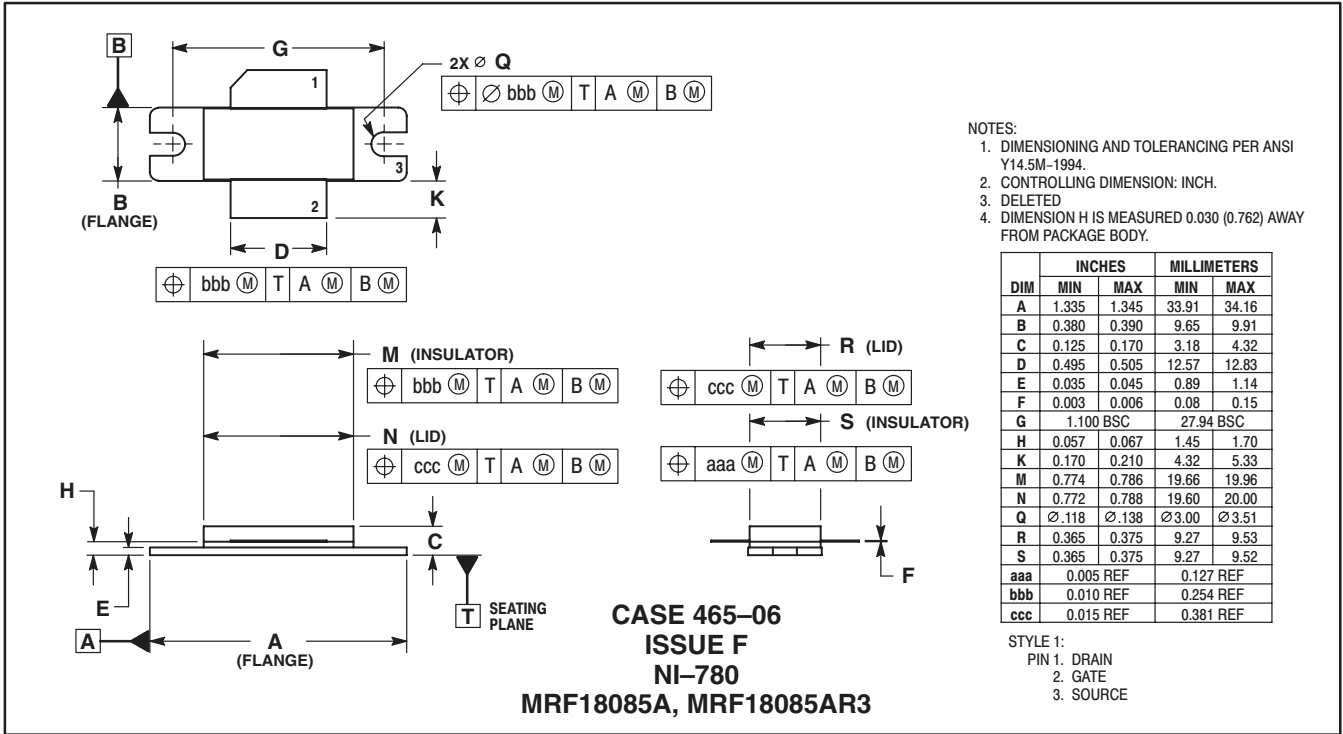 B
G
2X ∅ Q
⌖ ∅ bbb Ⓜ T A Ⓜ B Ⓜ
1
3
2
B
(FLANGE)
K
D
⌖ bbb Ⓜ T A Ⓜ B Ⓜ
M (INSULATOR)
⌖ bbb Ⓜ T A Ⓜ B Ⓜ
N (LID)
⌖ ccc Ⓜ T A Ⓜ B Ⓜ
R (LID)
⌖ ccc Ⓜ T A Ⓜ B Ⓜ
S (INSULATOR)
⌖ aaa Ⓜ T A Ⓜ B Ⓜ
H
C
E
F
T SEATING
PLANE
A
A
(FLANGE)
CASE 465–06
ISSUE F
NI–780
MRF18085A, MRF18085AR3
NOTES:
1. DIMENSIONING AND TOLERANCING PER ANSI
Y14.5M–1994.
2. CONTROLLING DIMENSION: INCH.
3. DELETED
4. DIMENSION H IS MEASURED 0.030 (0.762) AWAY
FROM PACKAGE BODY.
INCHES MILLIMETERS
DIM MIN MAX MIN MAX
A 1.335 1.345 33.91 34.16
B 0.380 0.390 9.65 9.91
C 0.125 0.170 3.18 4.32
D 0.495 0.505 12.57 12.83
E 0.035 0.045 0.89 1.14
F 0.003 0.006 0.08 0.15
G 1.100 BSC 27.94 BSC
H 0.057 0.067 1.45 1.70
K 0.170 0.210 4.32 5.33
M 0.774 0.786 19.66 19.96
N 0.772 0.788 19.60 20.00
Q ∅.118 ∅.138 ∅3.00 ∅3.51
R 0.365 0.375 9.27 9.53
S 0.365 0.375 9.27 9.52
aaa 0.005 REF 0.127 REF
bbb 0.010 REF 0.254 REF
ccc 0.015 REF 0.381 REF
STYLE 1:
PIN 1. DRAIN
2. GATE
3. SOURCE